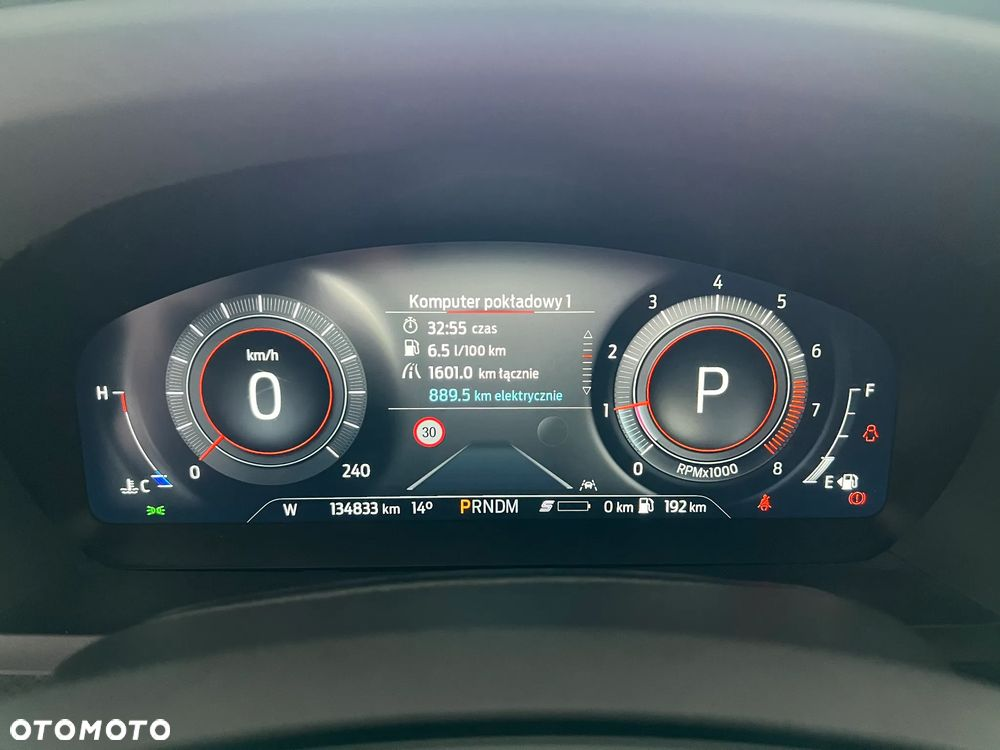 Komputer pokładowy 1
32:55 czas
6.5 l/100 km
1601.0 km łącznie
889.5 km elektrycznie
km/h
0
0
240
H
C
30
0
1
2
3
4
5
6
7
8
P
RPMx1000
F
E
W 134833 km 14° PRNDM S 0 km 192 km
OTOMOTO